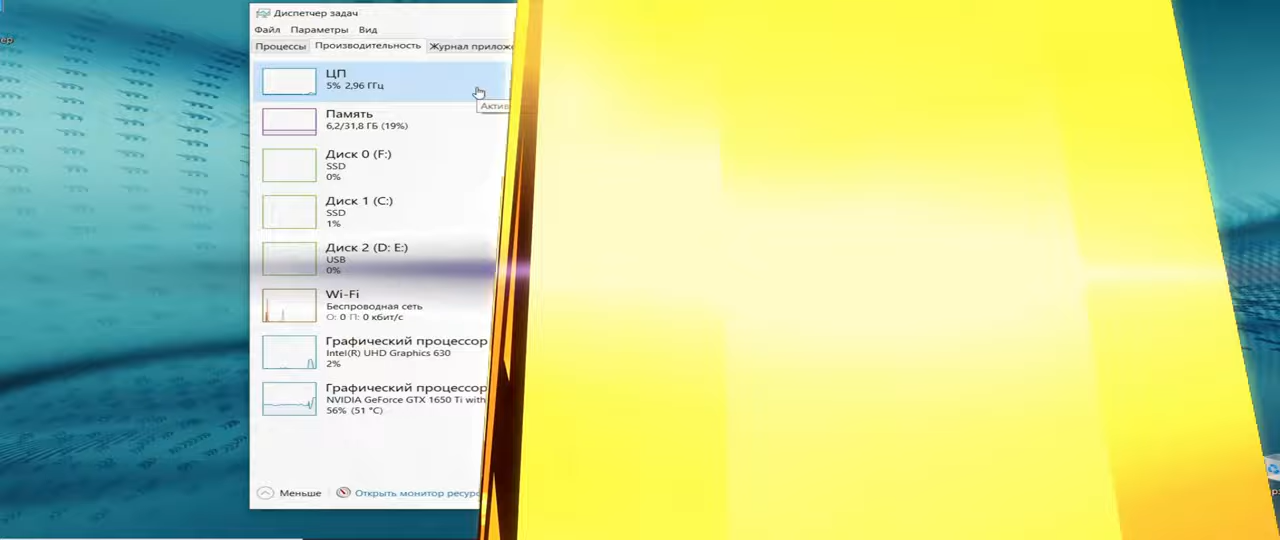 Диспетчер задач
Файл Параметры Вид
Процессы Производительность Журнал
ЦП
5% 2,96 ГГц
Память
6,2/31,8 ГБ (19%)
Диск 0 (F:)
SSD
0%
Диск 1 (C:)
SSD
1%
Диск 2 (D: E:)
USB
0%
Wi-Fi
Беспроводная сеть
О: 0 П: 0 кбит/с
Графический процессор
Intel(R) UHD Graphics 630
2%
Графический процессор
NVIDIA GeForce GTX 1650 Ti with
56% (51 °C)
Меньше Открыть монитор